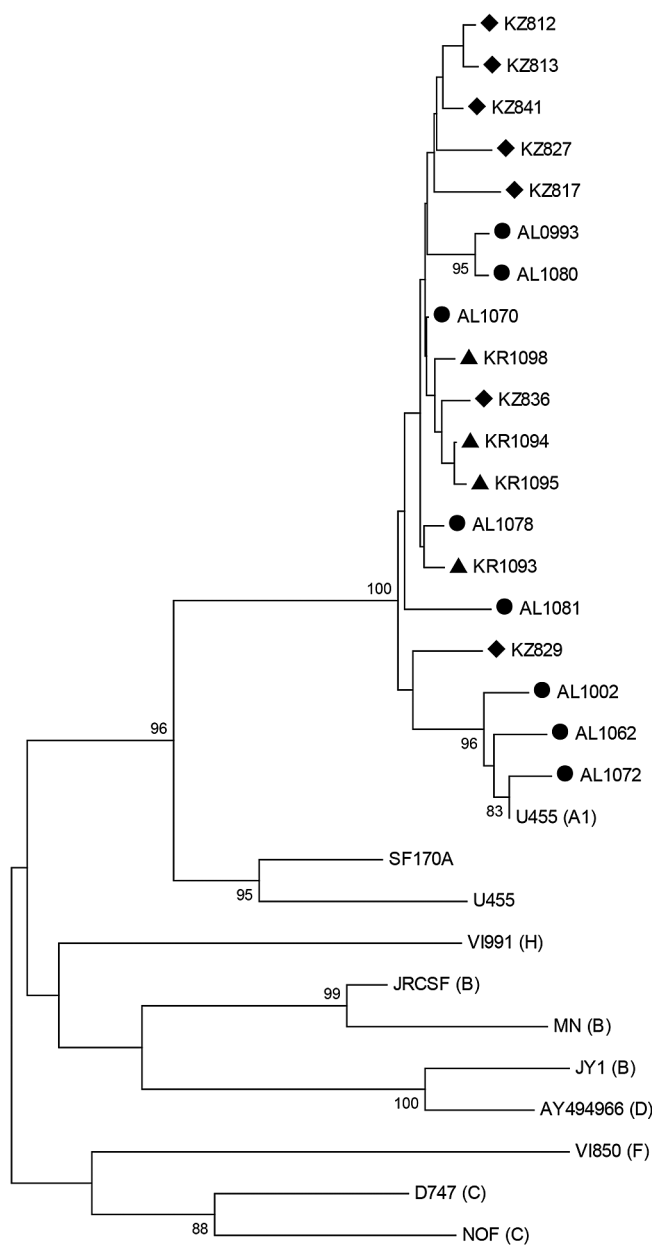 KZ812
KZ813
KZ841
KZ827
KZ817
AL0993
95
AL1080
AL1070
KR1098
KZ836
KR1094
KR1095
AL1078
KR1093
100
AL1081
KZ829
AL1002
96
96
AL1062
AL1072
83
U455 (A1)
SF170A
95
U455
VI991 (H)
JRCSF (B)
99
MN (B)
JY1 (B)
100
AY494966 (D)
VI850 (F)
D747 (C)
88
NOF (C)